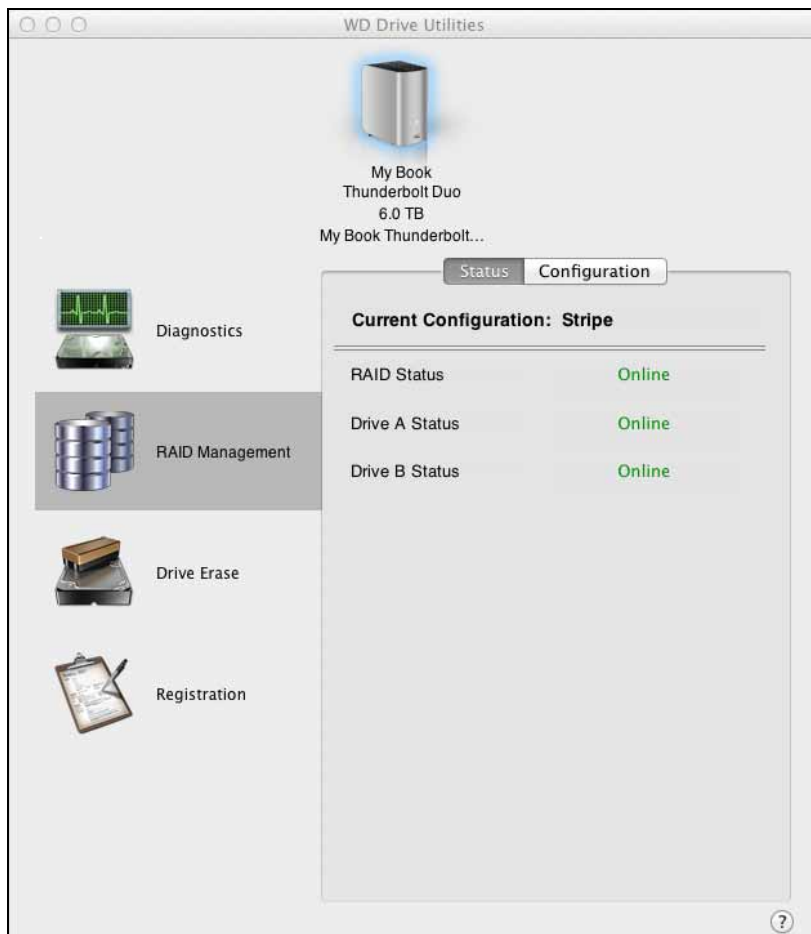 WD Drive Utilities
My Book
Thunderbolt Duo
6.0 TB
My Book Thunderbolt...
Diagnostics
RAID Management
Drive Erase
Registration
Status
Configuration
Current Configuration: Stripe
RAID Status Online
Drive A Status Online
Drive B Status Online
?